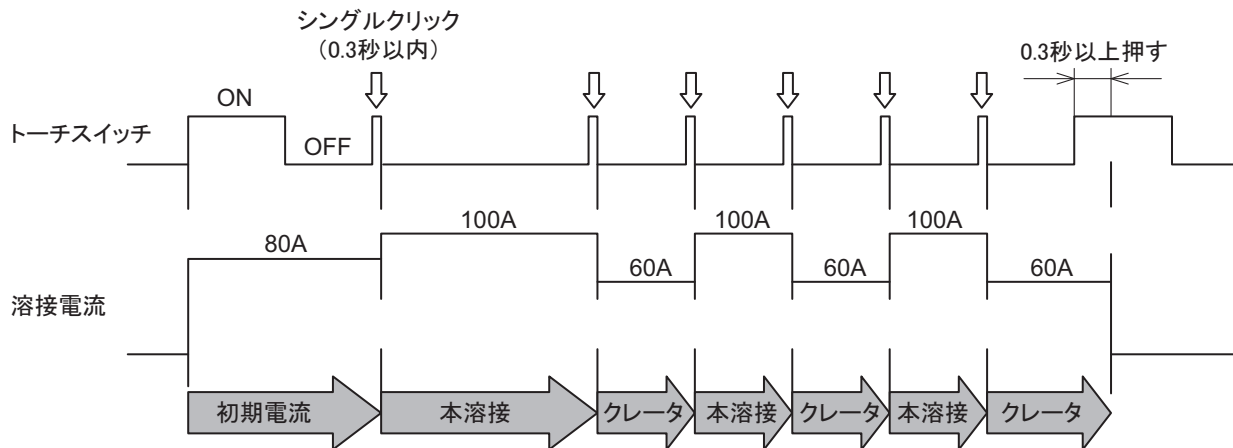 シングルクリック
（0.3秒以内）
0.3秒以上押す
ON
トーチスイッチ
OFF
100A
100A
100A
80A
60A
60A
60A
溶接電流
初期電流
本溶接
クレータ
本溶接
クレータ
本溶接
クレータ